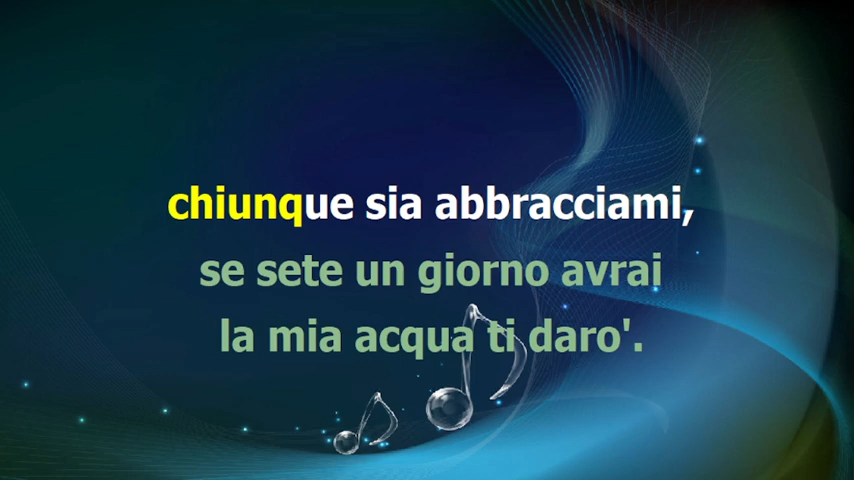 chiunque sia abbracciami,
se sete un giorno avrai
la mia acqua ti daro'.